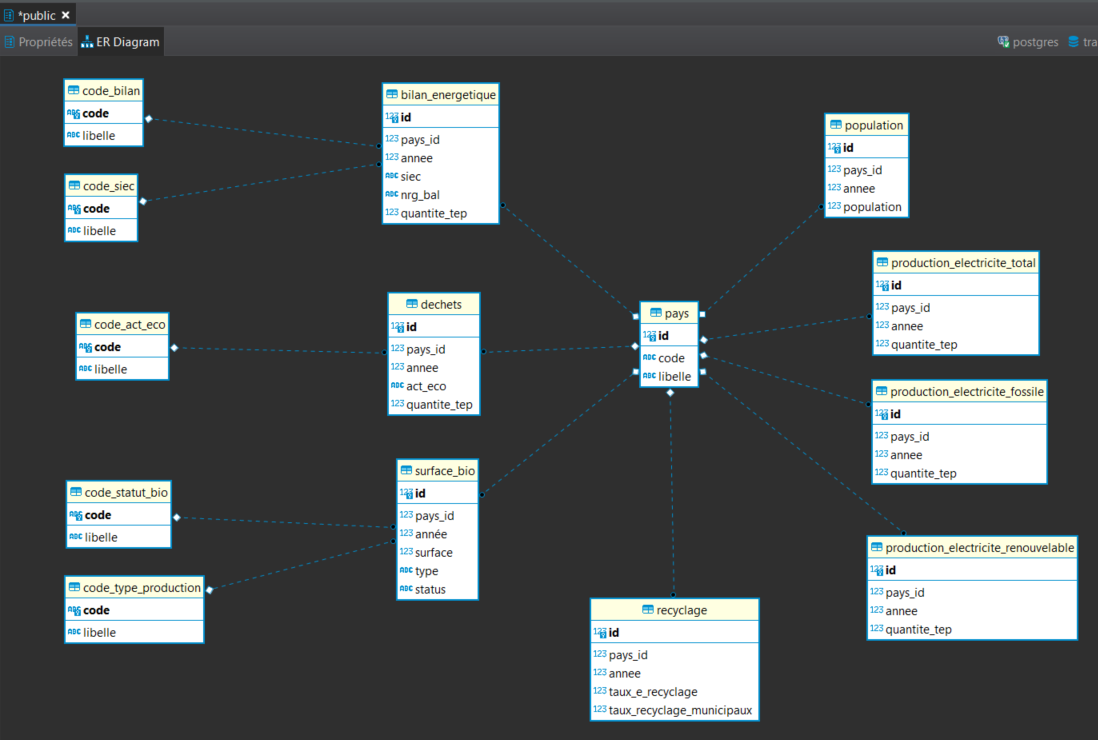 *public
Propriétés
ER Diagram
postgres
tra
code_bilan
code
libelle
code_siec
code
libelle
bilan_energetique
id
pays_id
annee
siec
nrg_bal
quantite_tep
population
id
pays_id
annee
population
production_electricite_total
id
pays_id
annee
quantite_tep
code_act_eco
code
libelle
dechets
id
pays_id
annee
act_eco
quantite_tep
pays
id
code
libelle
production_electricite_fossile
id
pays_id
annee
quantite_tep
code_statut_bio
code
libelle
code_type_production
code
libelle
surface_bio
id
pays_id
année
surface
type
status
recyclage
id
pays_id
annee
taux_e_recyclage
taux_recyclage_municipaux
production_electricite_renouvelable
id
pays_id
annee
quantite_tep